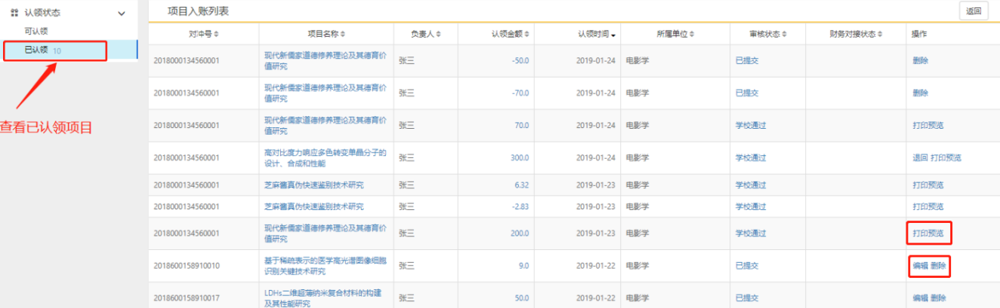 认领状态
可认领
已认领 10
查看已认领项目
项目入账列表
返回
对冲号 项目名称 负责人 认领金额 认领时间 所属单位 审核状态 财务对接状态 操作
2018000134560001 现代新儒家道德修养理论及其德育价 张三 -50.0 2019-01-24 电影学 已提交 删除
值研究
2018000134560001 现代新儒家道德修养理论及其德育价 张三 -70.0 2019-01-24 电影学 已提交 删除
值研究
2018000134560001 现代新儒家道德修养理论及其德育价 张三 70.0 2019-01-24 电影学 学校通过 打印预览
值研究
2018000134560001 高对比度力响应多色转变单晶分子的 张三 300.0 2019-01-24 电影学 学校通过 退回 打印预览
设计、合成和性能
2018000134560001 芝麻酱真伪快速鉴别技术研究 张三 6.32 2019-01-23 电影学 学校通过 打印预览
2018000134560001 芝麻酱真伪快速鉴别技术研究 张三 -2.83 2019-01-23 电影学 学校通过 打印预览
2018000134560001 现代新儒家道德修养理论及其德育价 张三 200.0 2019-01-23 电影学 学校通过 打印预览
值研究
2018600158910010 基于稀疏表示的医学高光谱图像细胞 张三 9.0 2019-01-22 电影学 已提交 编辑 删除
识别关键技术研究
2018600158910017 LDHs二维超薄纳米复合材料的构建 张三 50.0 2019-01-22 电影学 已提交 编辑 删除
及其性能研究